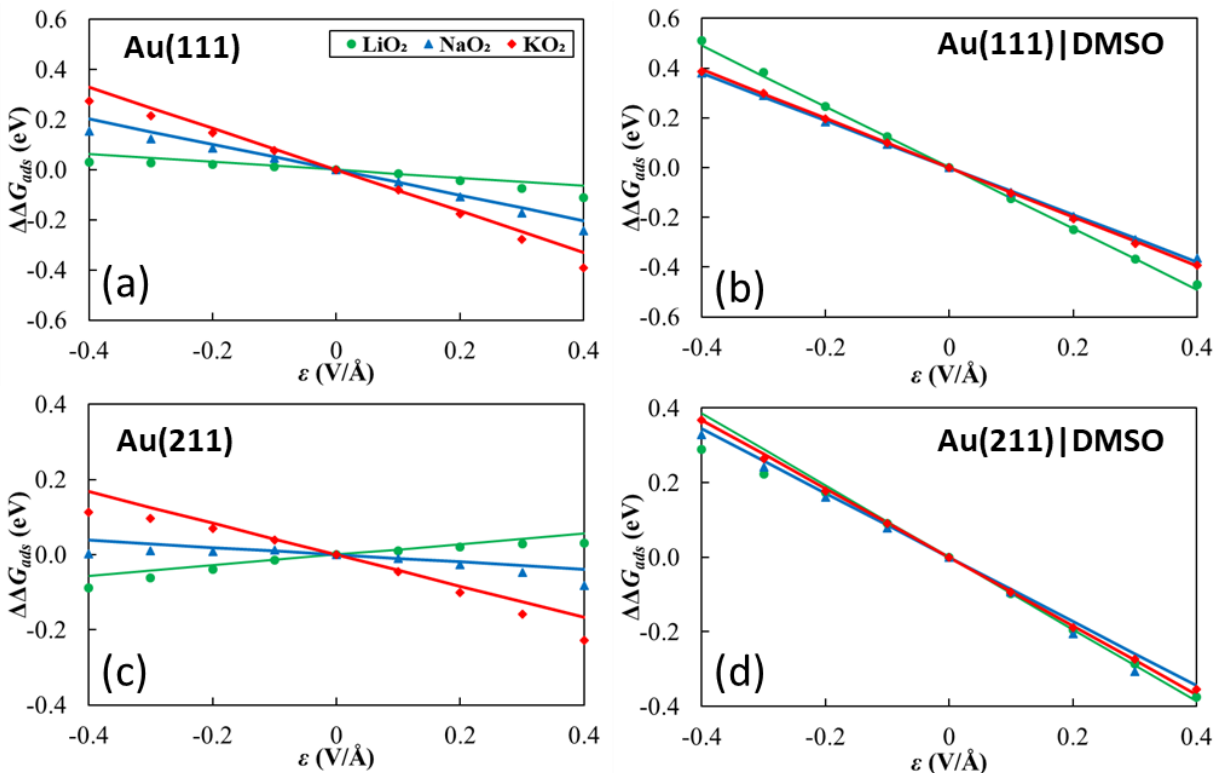 Au(111)
LiO₂ NaO₂ KO₂
ΔΔG_ads (eV)
0.6
0.4
0.2
0.0
-0.2
-0.4
-0.6
(a)
-0.4 -0.2 0 0.2 0.4
ε (V/Å)
Au(111)|DMSO
ΔΔG_ads (eV)
0.6
0.4
0.2
0.0
-0.2
-0.4
-0.6
(b)
-0.4 -0.2 0 0.2 0.4
ε (V/Å)
Au(211)
ΔΔG_ads (eV)
0.4
0.2
0.0
-0.2
-0.4
(c)
-0.4 -0.2 0 0.2 0.4
ε (V/Å)
Au(211)|DMSO
ΔΔG_ads (eV)
0.4
0.2
0.0
-0.2
-0.4
(d)
-0.4 -0.2 0 0.2 0.4
ε (V/Å)